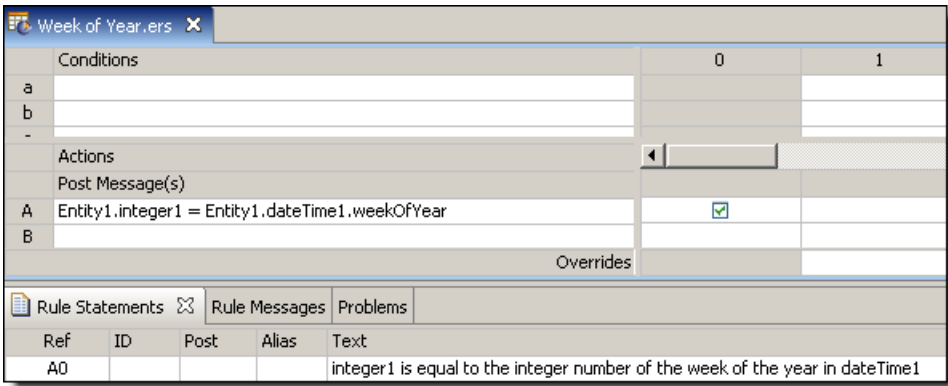 Week of Year.ers
Conditions 0 1
a
b
-
Actions
Post Message(s)
A Entity1.integer1 = Entity1.dateTime1.weekOfYear
B
Overrides
Rule Statements Rule Messages Problems
Ref ID Post Alias Text
A0 integer1 is equal to the integer number of the week of the year in dateTime1